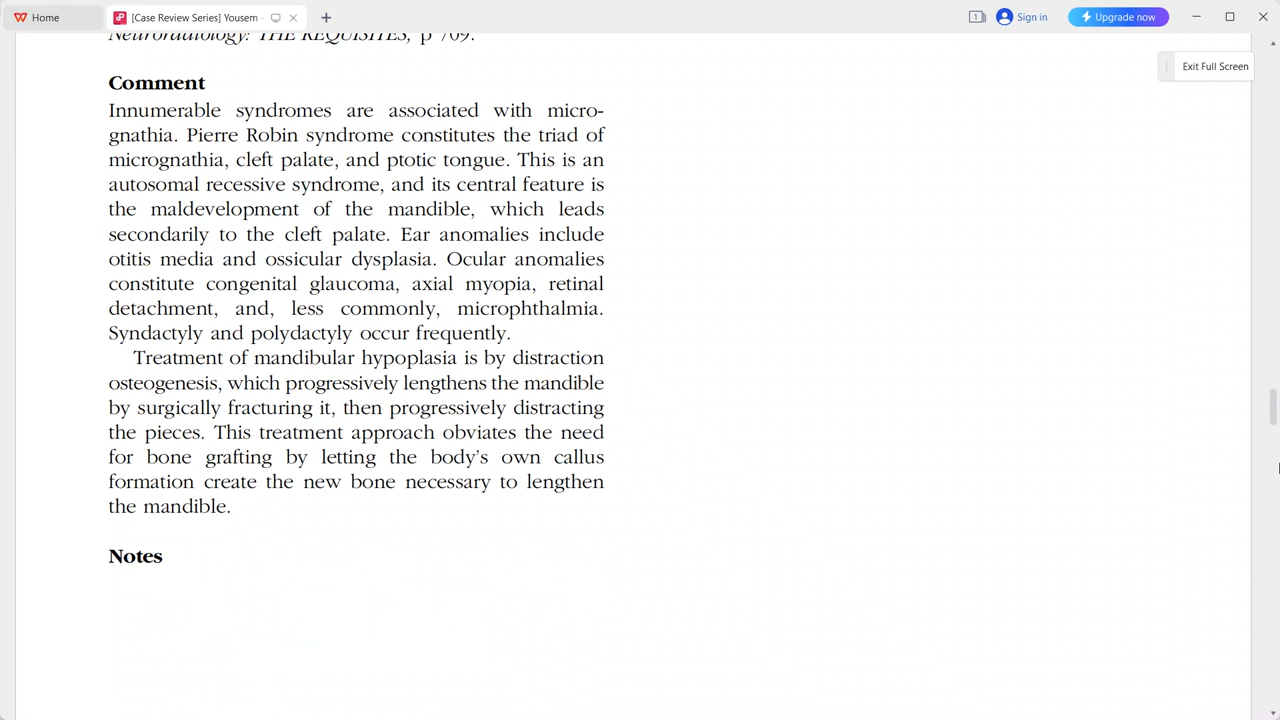 Home
[Case Review Series] Yousem -
Sign in
Upgrade now
Exit Full Screen
Neuroradiology: THE REQUISITES, p 709.
Comment
Innumerable syndromes are associated with micro-
gnathia. Pierre Robin syndrome constitutes the triad of
micrognathia, cleft palate, and ptotic tongue. This is an
autosomal recessive syndrome, and its central feature is
the maldevelopment of the mandible, which leads
secondarily to the cleft palate. Ear anomalies include
otitis media and ossicular dysplasia. Ocular anomalies
constitute congenital glaucoma, axial myopia, retinal
detachment, and, less commonly, microphthalmia.
Syndactyly and polydactyly occur frequently.
Treatment of mandibular hypoplasia is by distraction
osteogenesis, which progressively lengthens the mandible
by surgically fracturing it, then progressively distracting
the pieces. This treatment approach obviates the need
for bone grafting by letting the body's own callus
formation create the new bone necessary to lengthen
the mandible.
Notes